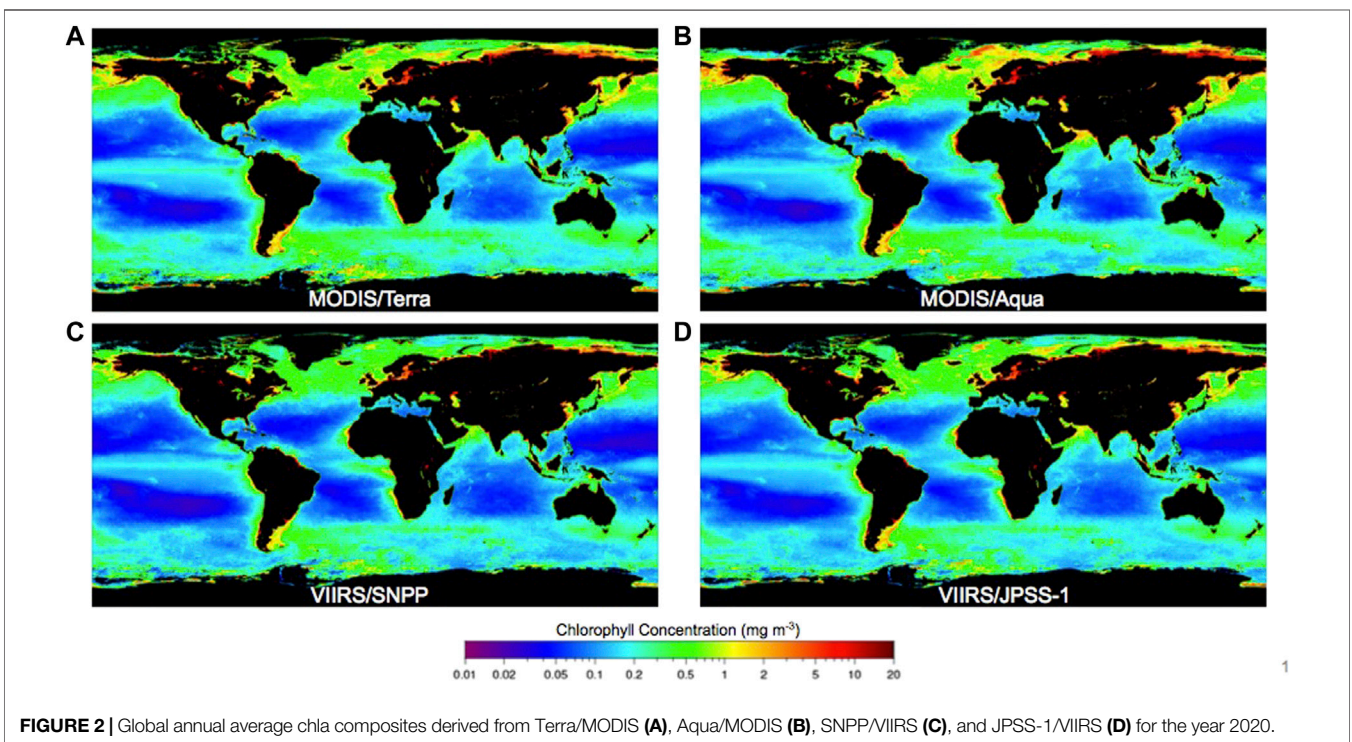 A
B
MODIS/Terra
MODIS/Aqua
C
D
VIIRS/SNPP
VIIRS/JPSS-1
Chlorophyll Concentration (mg m-3)
0.01 0.02 0.05 0.1 0.2 0.5 1 2 5 10 20
1
FIGURE 2 | Global annual average chla composites derived from Terra/MODIS (A), Aqua/MODIS (B), SNPP/VIIRS (C), and JPSS-1/VIIRS (D) for the year 2020.